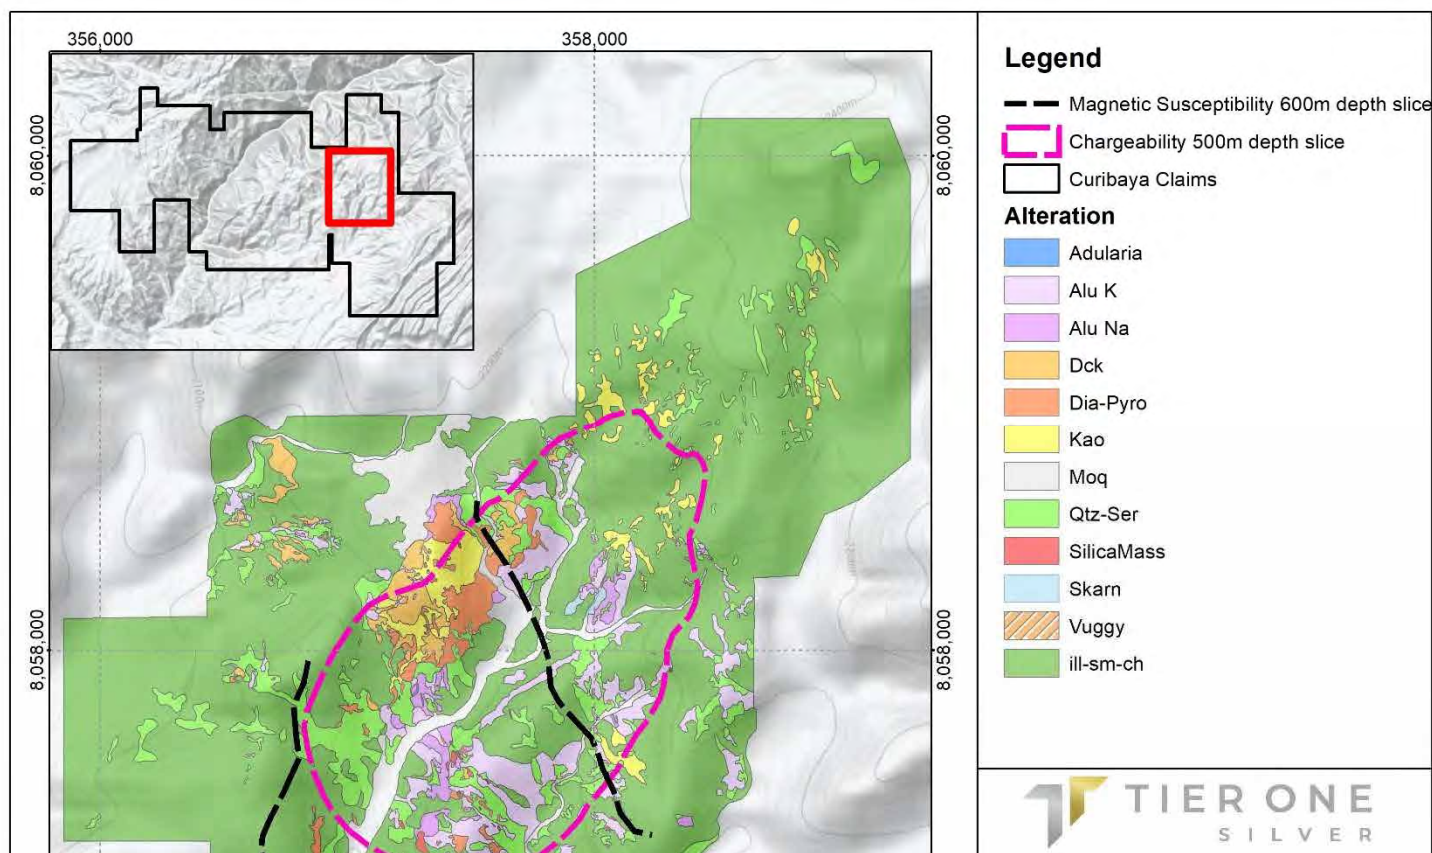 356,000
358,000
8,060,000
8,060,000
8,058,000
8,058,000
2400m
2200m
Legend
Magnetic Susceptibility 600m depth slice
Chargeability 500m depth slice
Curibaya Claims
Alteration
Adularia
Alu K
Alu Na
Dck
Dia-Pyro
Kao
Moq
Qtz-Ser
SilicaMass
Skarn
Vuggy
ill-sm-ch
TIER ONE
SILVER